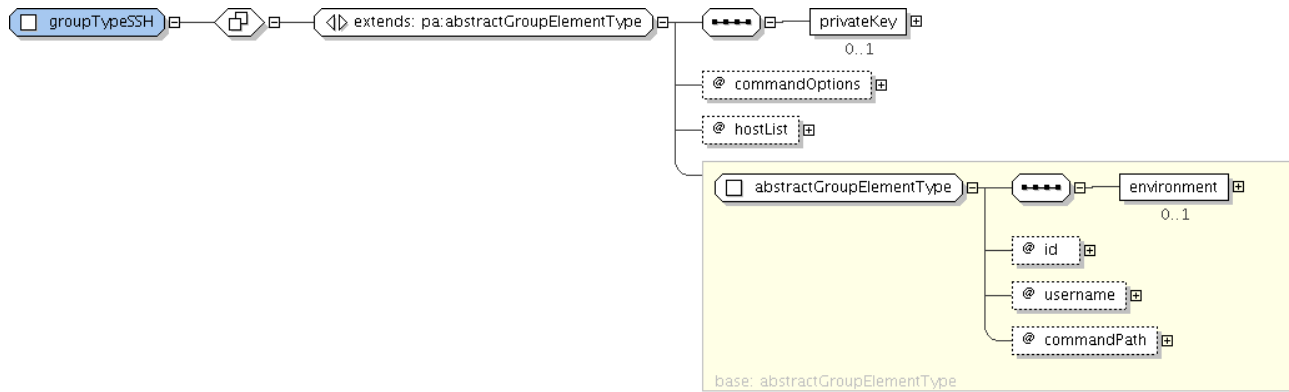 groupTypeSSH
extends: pa:abstractGroupElementType
privateKey
0..1
@ commandOptions
@ hostList
abstractGroupElementType
environment
0..1
@ id
@ username
@ commandPath
base: abstractGroupElementType